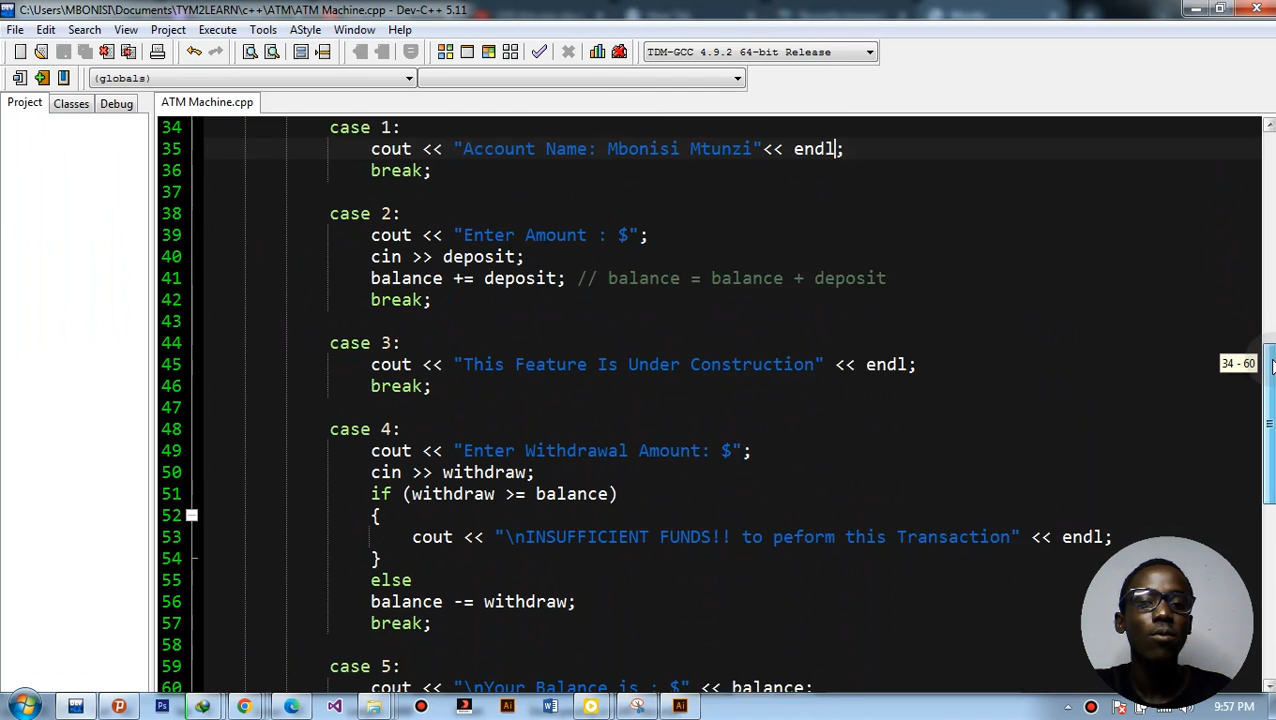 C:\Users\MBONISI\Documents\TYM2LEARN\c++\ATM\ATM Machine.cpp - Dev-C++ 5.11
File Edit Search View Project Execute Tools AStyle Window Help
TDM-GCC 4.9.2 64-bit Release
(globals)
Project Classes Debug ATM Machine.cpp
34 case 1:
35 cout << "Account Name: Mbonisi Mtunzi"<< endl;
36 break;
37
38 case 2:
39 cout << "Enter Amount : $";
40 cin >> deposit;
41 balance += deposit; // balance = balance + deposit
42 break;
43
44 case 3:
45 cout << "This Feature Is Under Construction" << endl;
34 - 60
46 break;
47
48 case 4:
49 cout << "Enter Withdrawal Amount: $";
50 cin >> withdraw;
51 if (withdraw >= balance)
52 {
53 cout << "\nINSUFFICIENT FUNDS!! to peform this Transaction" << endl;
54 }
55 else
56 balance -= withdraw;
57 break;
58
59 case 5:
60 cout << "\nYour Balance is : $" << balance;
9:57 PM